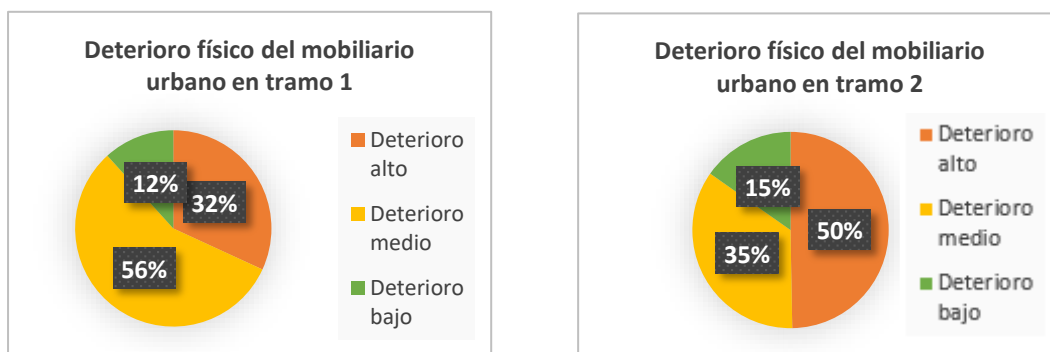 Deterioro físico del mobiliario
urbano en tramo 1
12%
32%
56%
Deterioro
alto
Deterioro
medio
Deterioro
bajo
Deterioro físico del mobiliario
urbano en tramo 2
15%
50%
35%
Deterioro
alto
Deterioro
medio
Deterioro
bajo